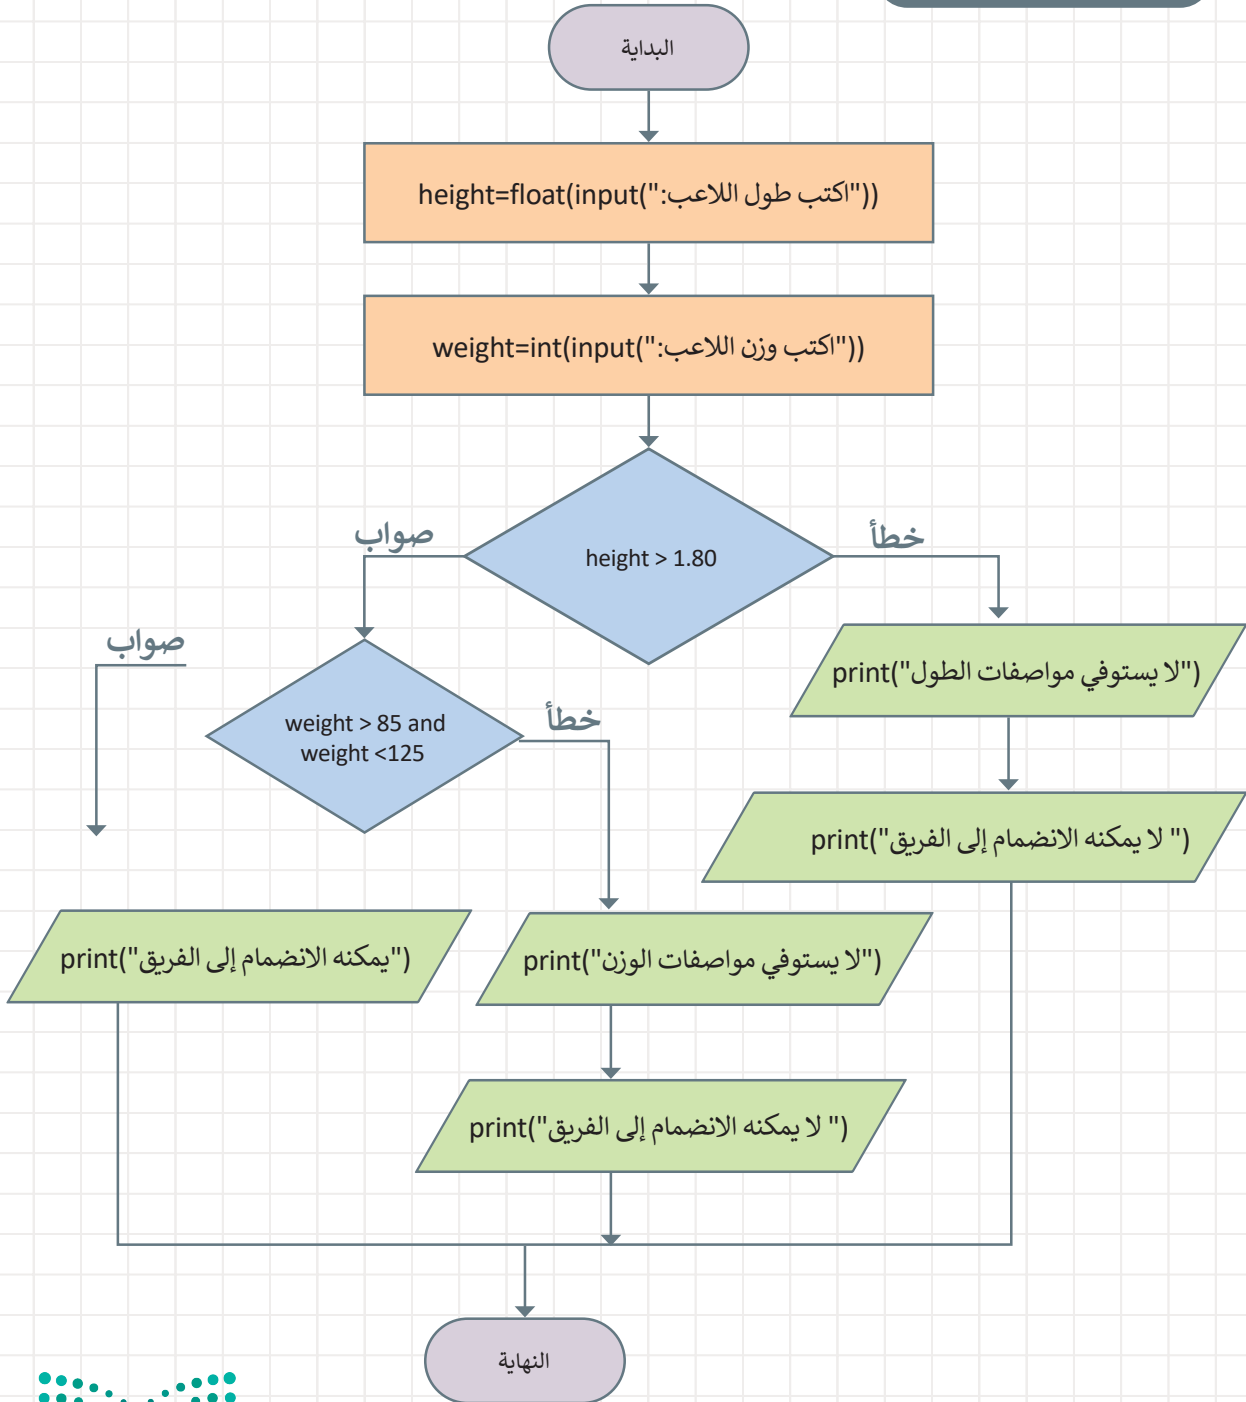 البداية
height=float(input("اكتب طول اللاعب:"))
weight=int(input("اكتب وزن اللاعب:"))
height > 1.80
صواب
خطأ
صواب
weight > 85 and
weight <125
خطأ
print("لا يستوفي مواصفات الطول")
print("لا يمكنه الانضمام إلى الفريق ")
print("يمكنه الانضمام إلى الفريق")
print("لا يستوفي مواصفات الوزن")
print("لا يمكنه الانضمام إلى الفريق ")
النهاية